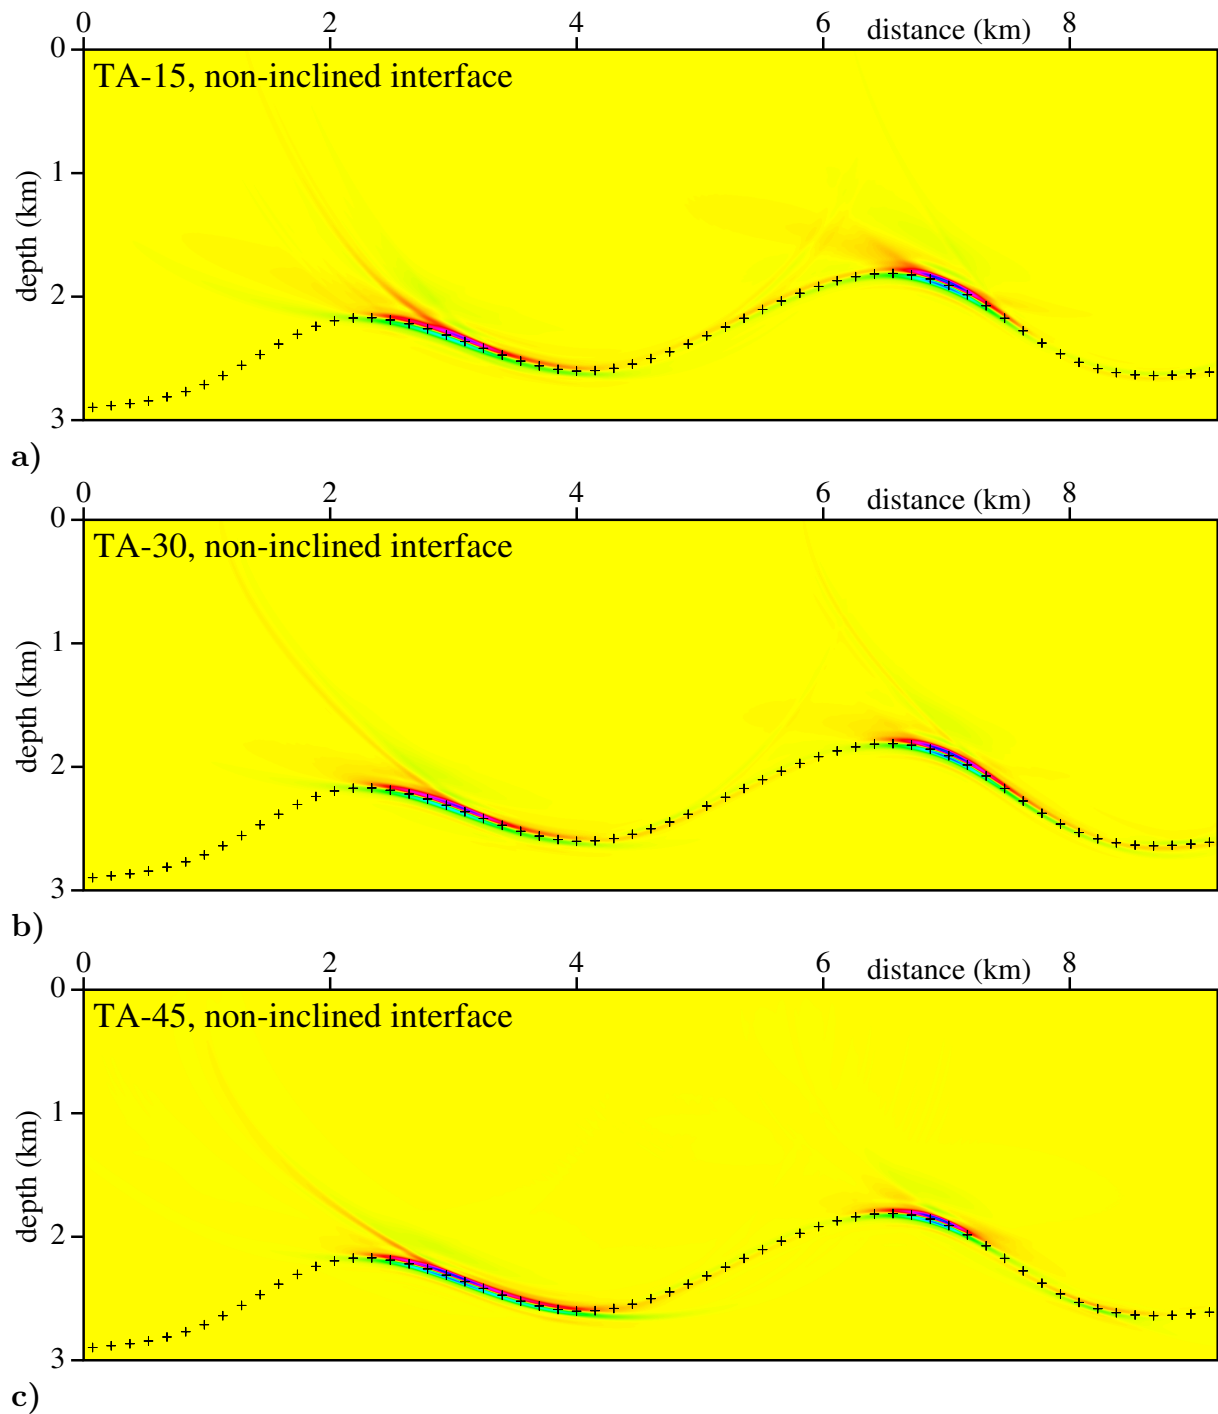 0 2 4 6 distance (km) 8
0
TA-15, non-inclined interface
1
depth (km)
2
3
a)
0 2 4 6 distance (km) 8
0
TA-30, non-inclined interface
1
depth (km)
2
3
b)
0 2 4 6 distance (km) 8
0
TA-45, non-inclined interface
1
depth (km)
2
3
c)